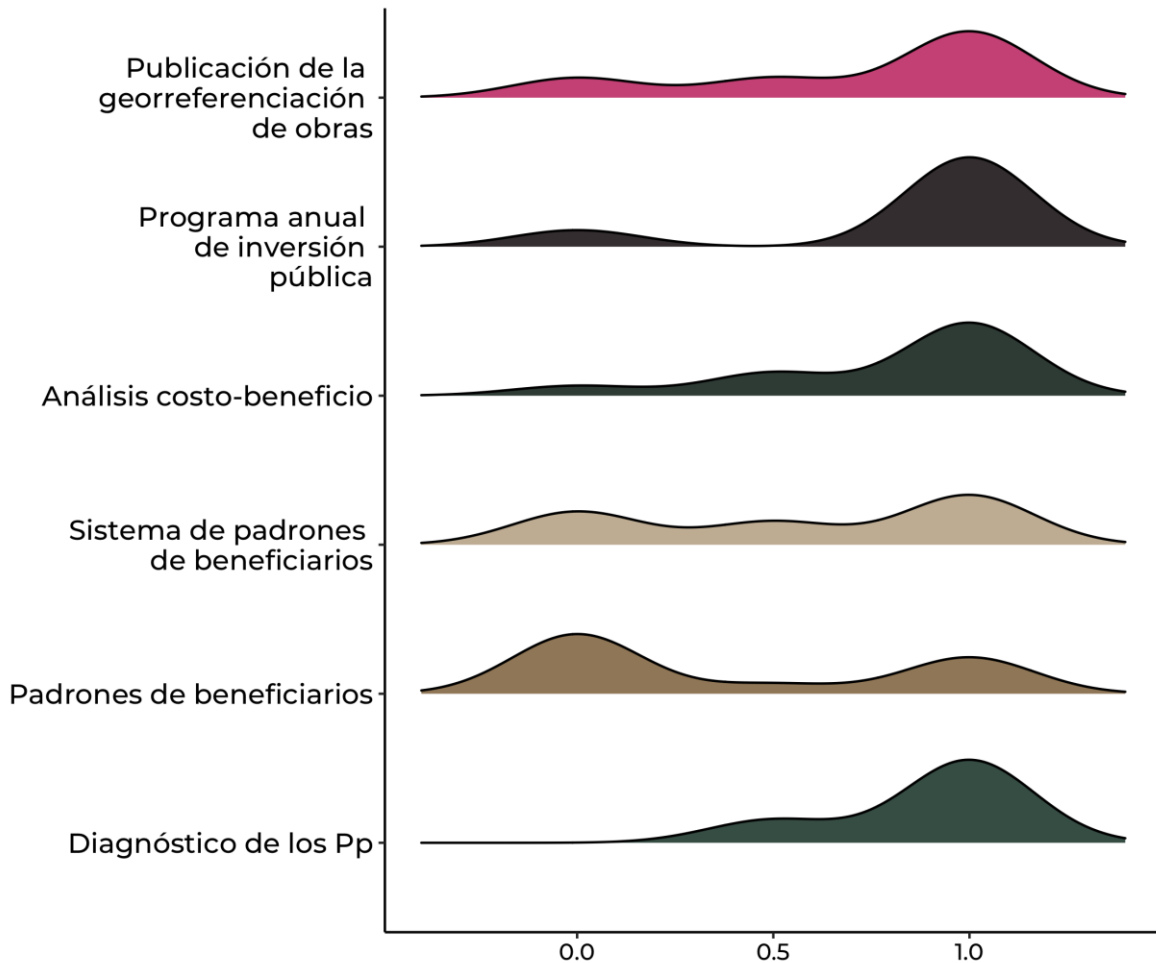 Publicación de la
georreferenciación
de obras
Programa anual
de inversión
pública
Análisis costo-beneficio
Sistema de padrones
de beneficiarios
Padrones de beneficiarios
Diagnóstico de los Pp
0.0 0.5 1.0